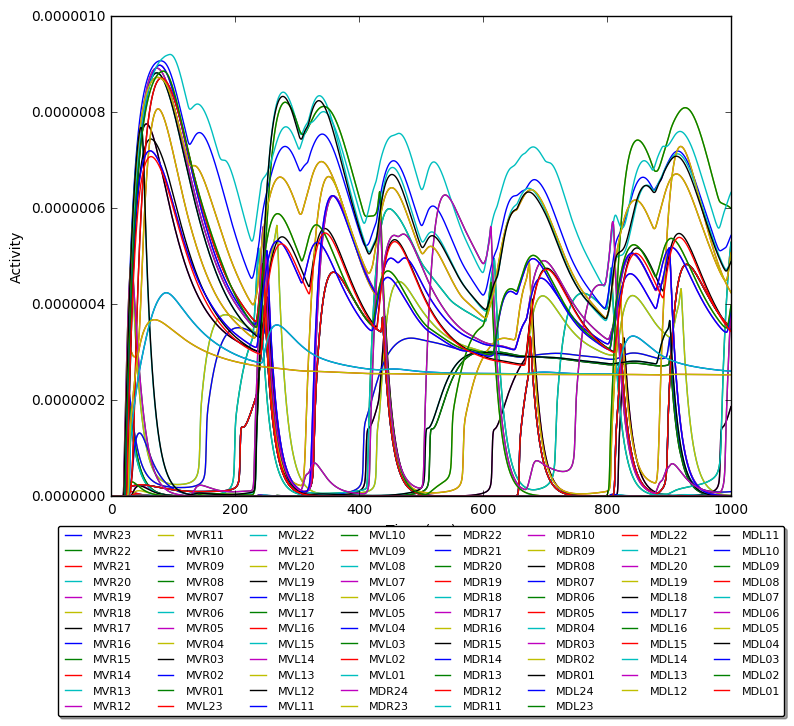 0.0000010
0.0000008
0.0000006
0.0000004
0.0000002
0.0000000
Activity
0 200 400 600 800 1000
MVR23 MVR11 MVL22 MVL10 MDR22 MDR10 MDL22 MDL11
MVR22 MVR10 MVL21 MVL09 MDR21 MDR09 MDL21 MDL10
MVR21 MVR09 MVL20 MVL08 MDR20 MDR08 MDL20 MDL09
MVR20 MVR08 MVL19 MVL07 MDR19 MDR07 MDL19 MDL08
MVR19 MVR07 MVL18 MVL06 MDR18 MDR06 MDL18 MDL07
MVR18 MVR06 MVL17 MVL05 MDR17 MDR05 MDL17 MDL06
MVR17 MVR05 MVL16 MVL04 MDR16 MDR04 MDL16 MDL05
MVR16 MVR04 MVL15 MVL03 MDR15 MDR03 MDL15 MDL04
MVR15 MVR03 MVL14 MVL02 MDR14 MDR02 MDL14 MDL03
MVR14 MVR02 MVL13 MVL01 MDR13 MDR01 MDL13 MDL02
MVR13 MVR01 MVL12 MDR24 MDR12 MDL24 MDL12 MDL01
MVR12 MVL23 MVL11 MDR23 MDR11 MDL23